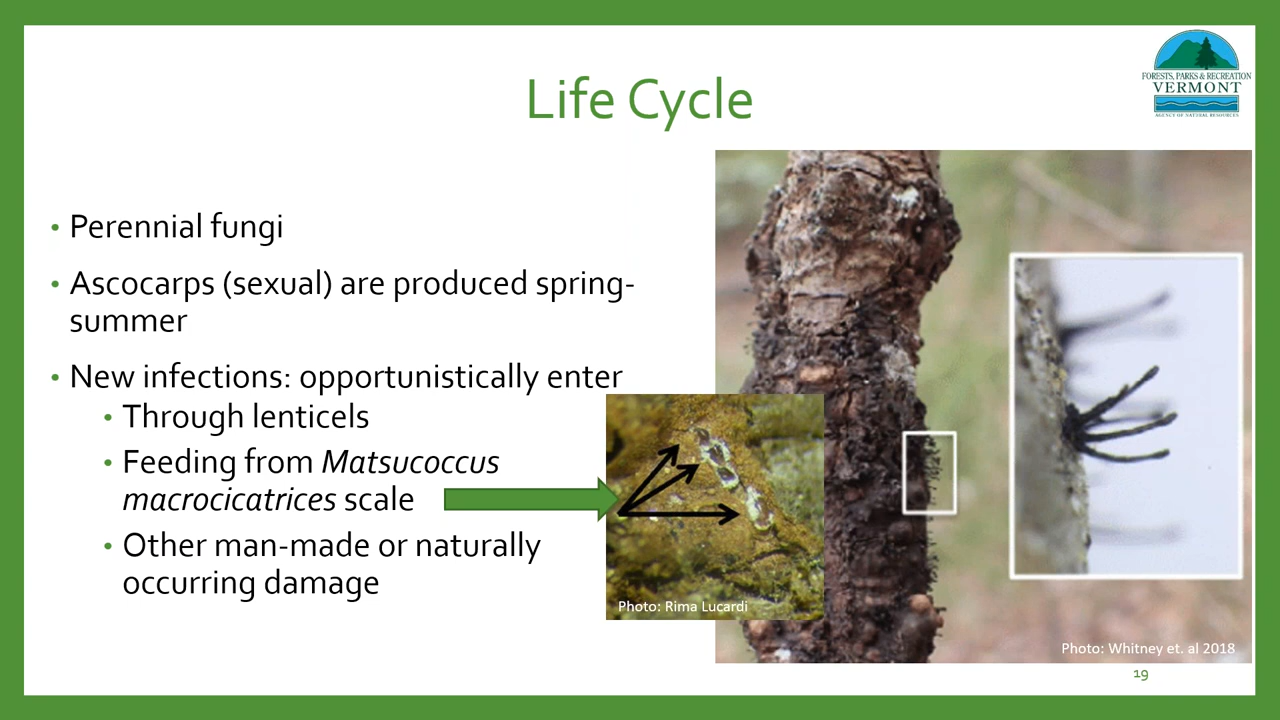 Life Cycle
FORESTS, PARKS & RECREATION
VERMONT
AGENCY OF NATURAL RESOURCES
• Perennial fungi
• Ascocarps (sexual) are produced spring-
summer
• New infections: opportunistically enter
• Through lenticels
• Feeding from Matsucoccus
macrocicatrices scale
• Other man-made or naturally
occurring damage
Photo: Rima Lucardi
Photo: Whitney et. al 2018
19